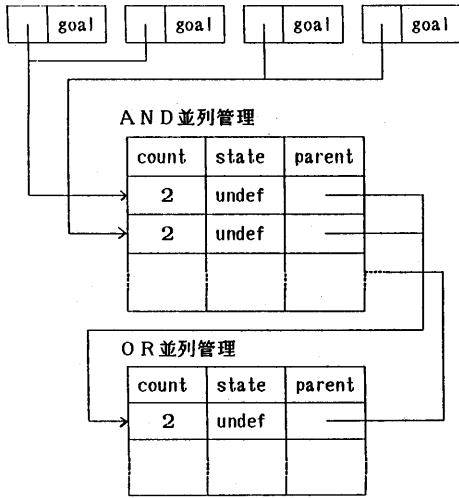 goal goal goal goal
AND並列管理
count state parent
2 undef
2 undef
OR並列管理
count state parent
2 undef